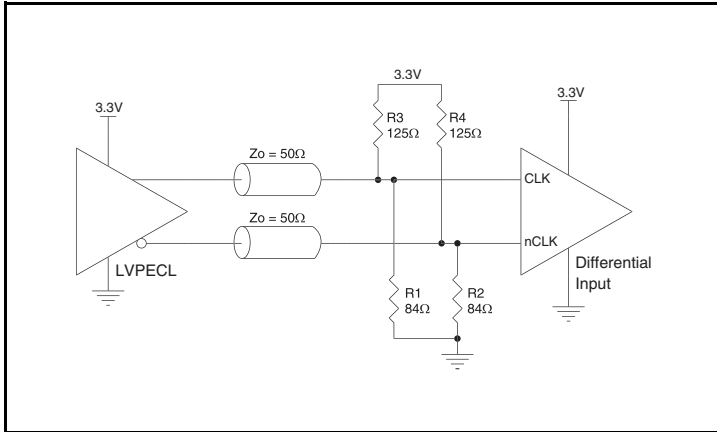 3.3V
3.3V
3.3V
R3
125Ω
R4
125Ω
Zo = 50Ω
CLK
Zo = 50Ω
nCLK
LVPECL
Differential
Input
R1
84Ω
R2
84Ω